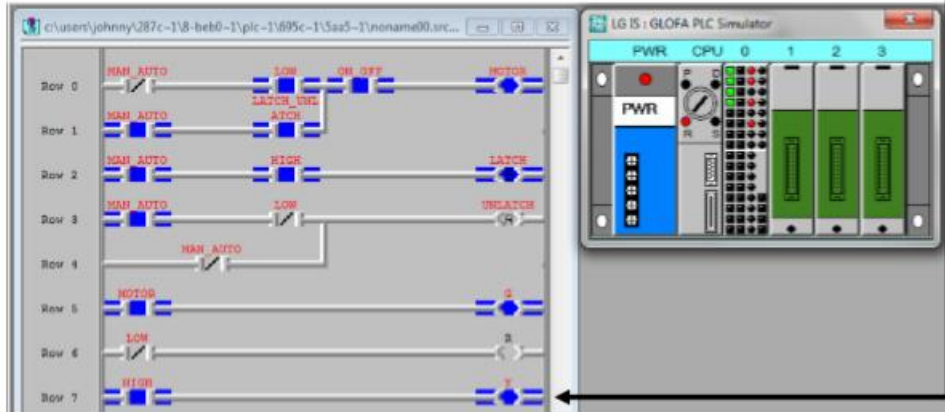 c:\users\johnny\287c~1\8-beb0~1\plc~1\695c~1\5aa5~1\noname00.src...
LG IS : GLOFA PLC Simulator
PWR CPU 0 1 2 3
PWR
P D
R S
Row 0 MAN_AUTO LOW ON_OFF MOTOR
LATCH_UNL
Row 1 MAN_AUTO ATCH
Row 2 MAN_AUTO HIGH LATCH
Row 3 MAN_AUTO LOW UNLATCH
(R)
Row 4 MAN_AUTO
Row 5 MOTOR G
Row 6 LOW R
Row 7 HIGH Y